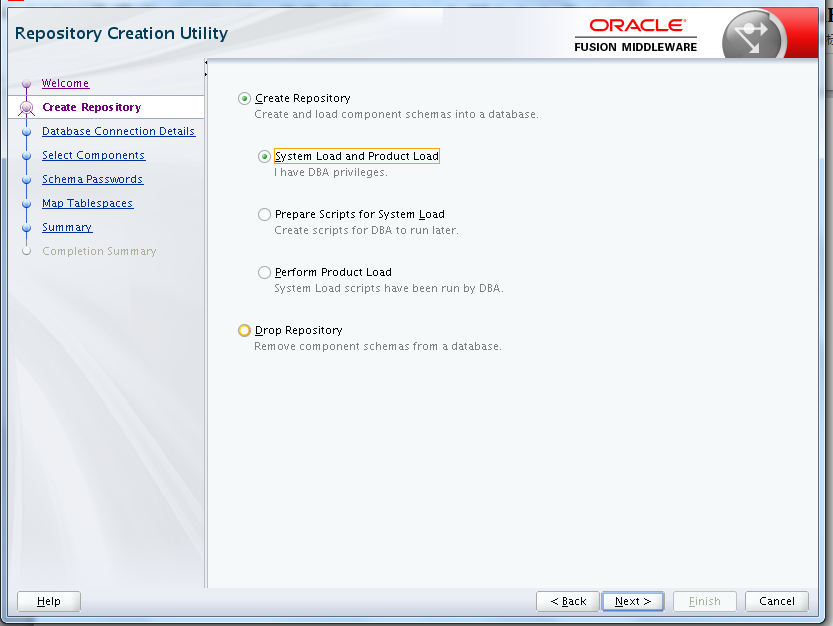 Repository Creation Utility
ORACLE
FUSION MIDDLEWARE
Welcome
Create Repository
Database Connection Details
Select Components
Schema Passwords
Map Tablespaces
Summary
Completion Summary
Create Repository
Create and load component schemas into a database.
System Load and Product Load
I have DBA privileges.
Prepare Scripts for System Load
Create scripts for DBA to run later.
Perform Product Load
System Load scripts have been run by DBA.
Drop Repository
Remove component schemas from a database.
Help
< Back
Next >
Finish
Cancel